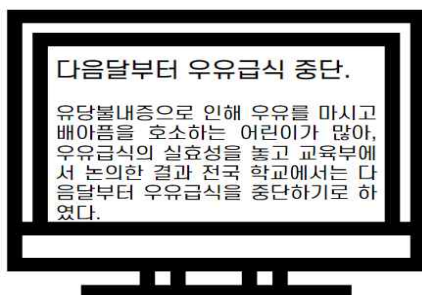 다음달부터 우유급식 중단.
유당불내증으로 인해 우유를 마시고
배아픔을 호소하는 어린이가 많아,
우유급식의 실효성을 놓고 교육부에
서 논의한 결과 전국 학교에서는 다
음달부터 우유급식을 중단하기로 하
였다.